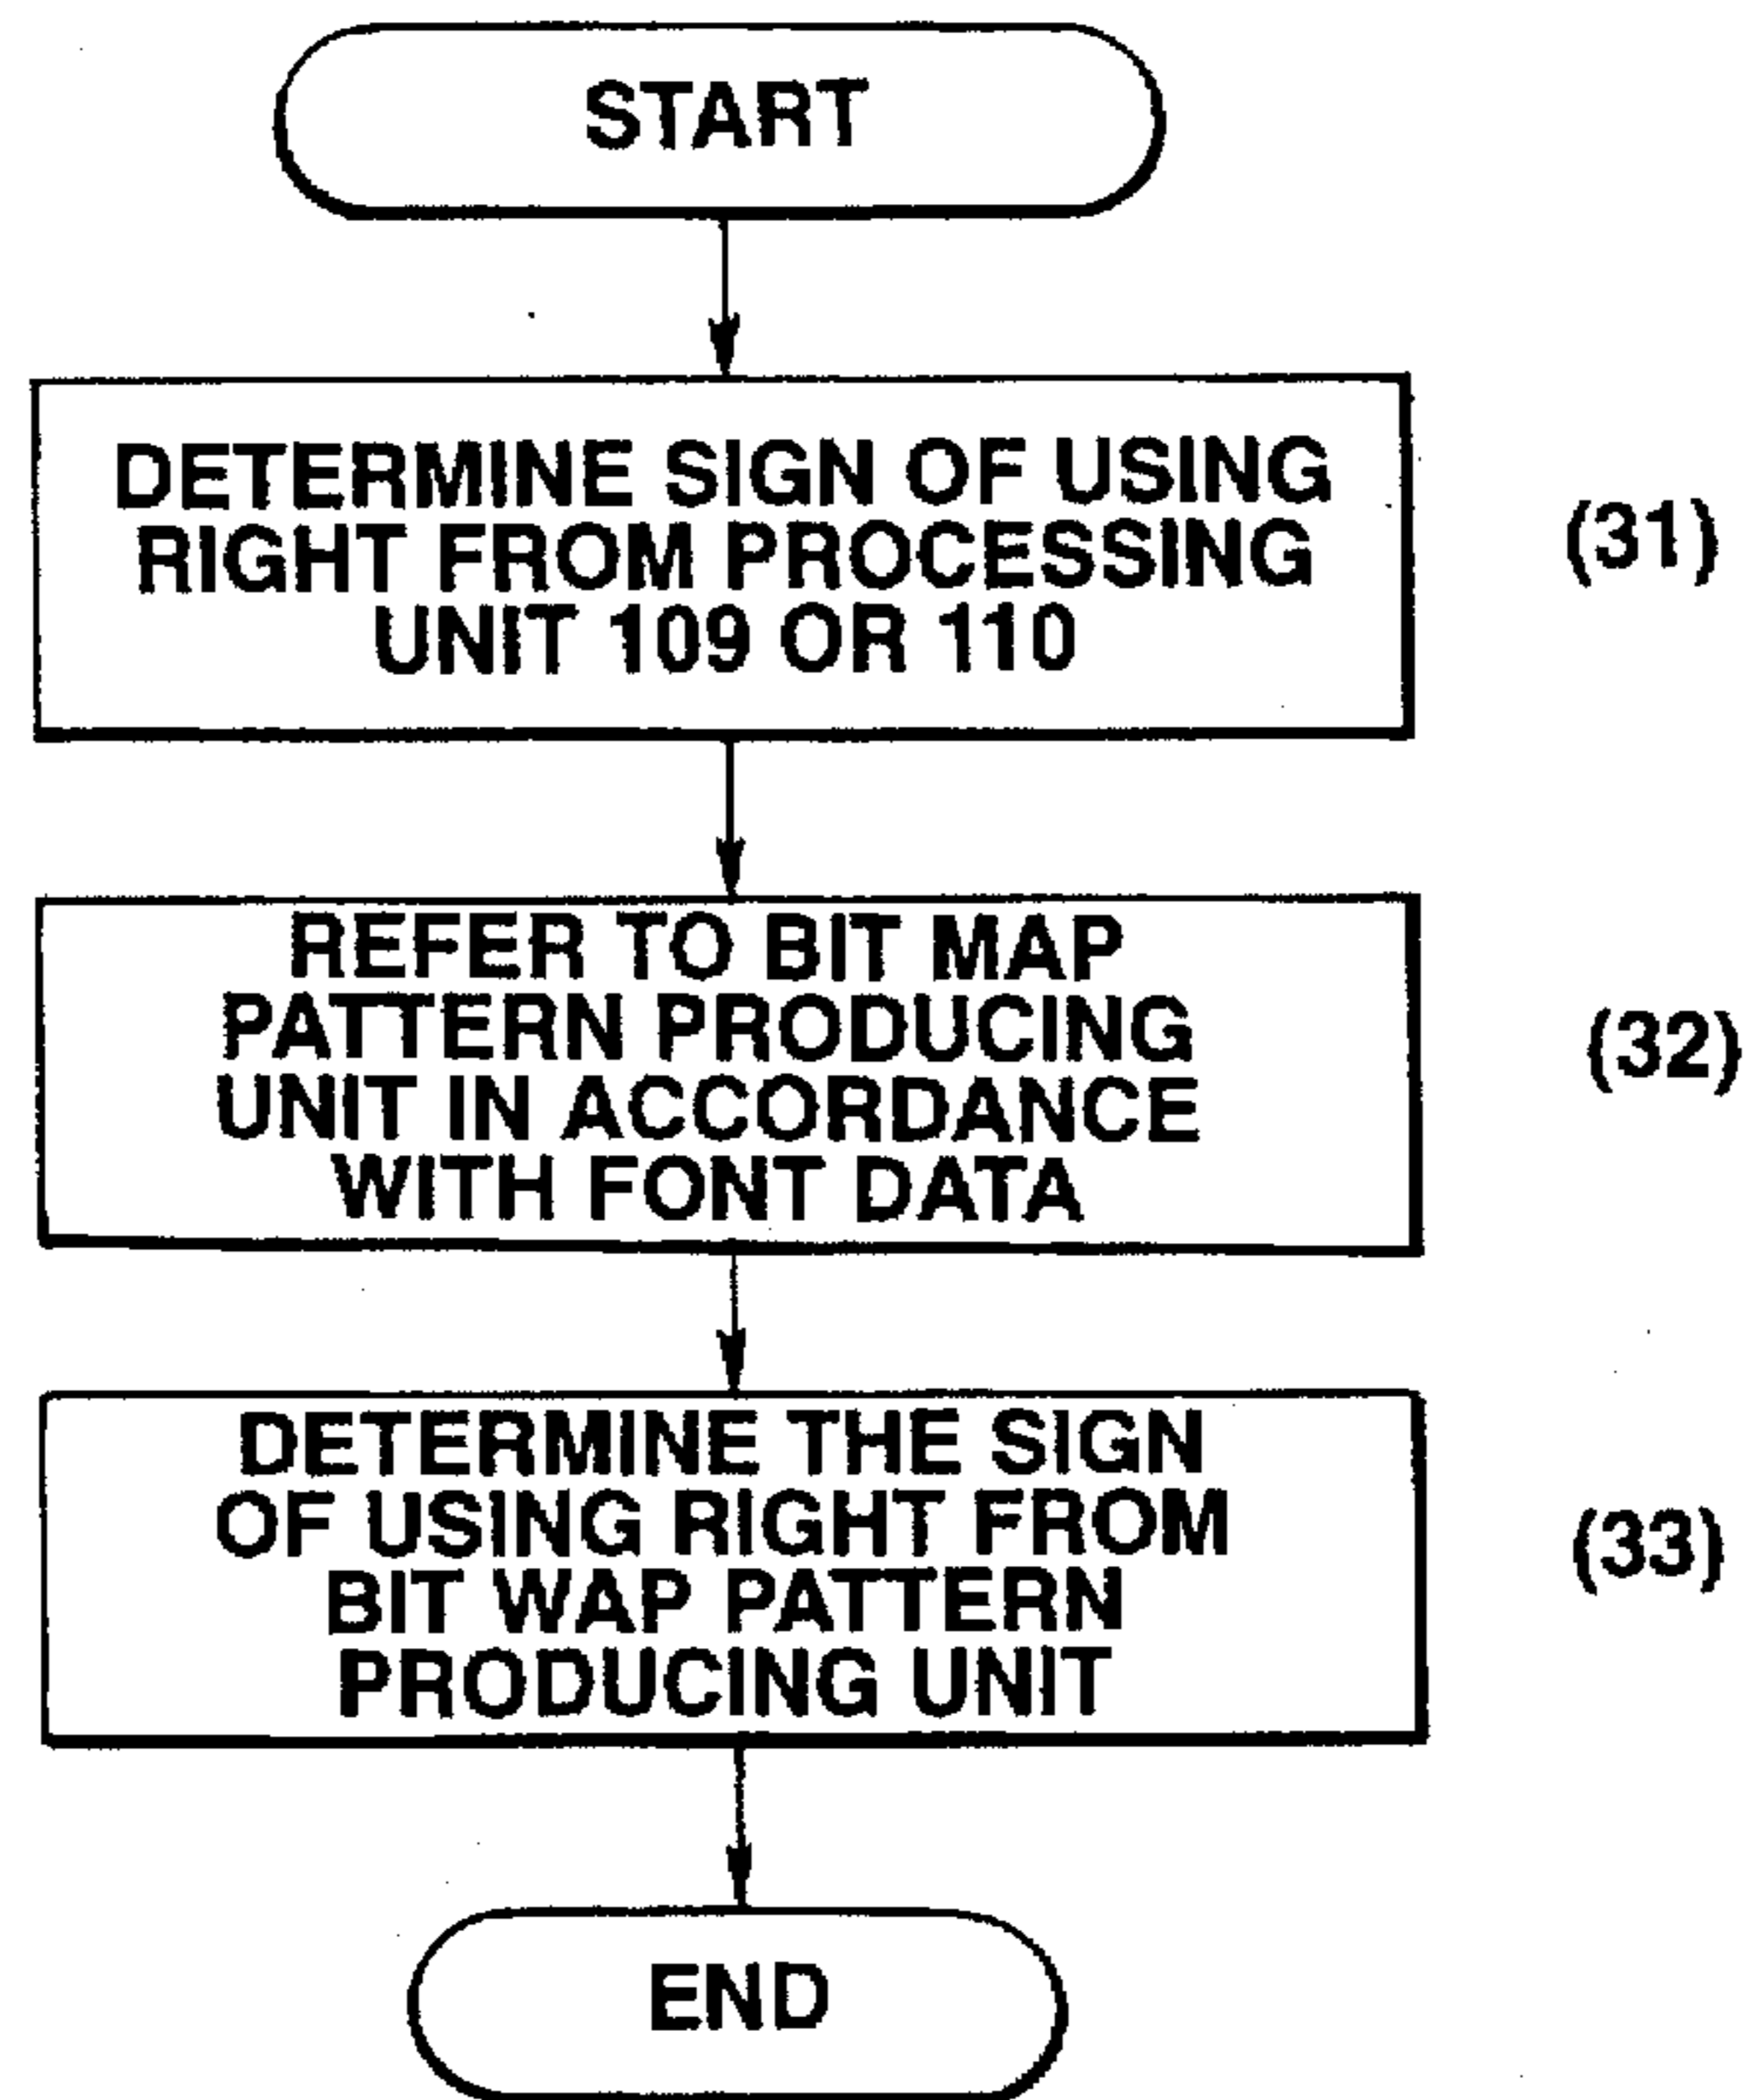 START
DETERMINE SIGN OF USING
RIGHT FROM PROCESSING
UNIT 109 OR 110
(31)
REFER TO BIT MAP
PATTERN PRODUCING
UNIT IN ACCORDANCE
WITH FONT DATA
(32)
DETERMINE THE SIGN
OF USING RIGHT FROM
BIT WAP PATTERN
PRODUCING UNIT
(33)
END